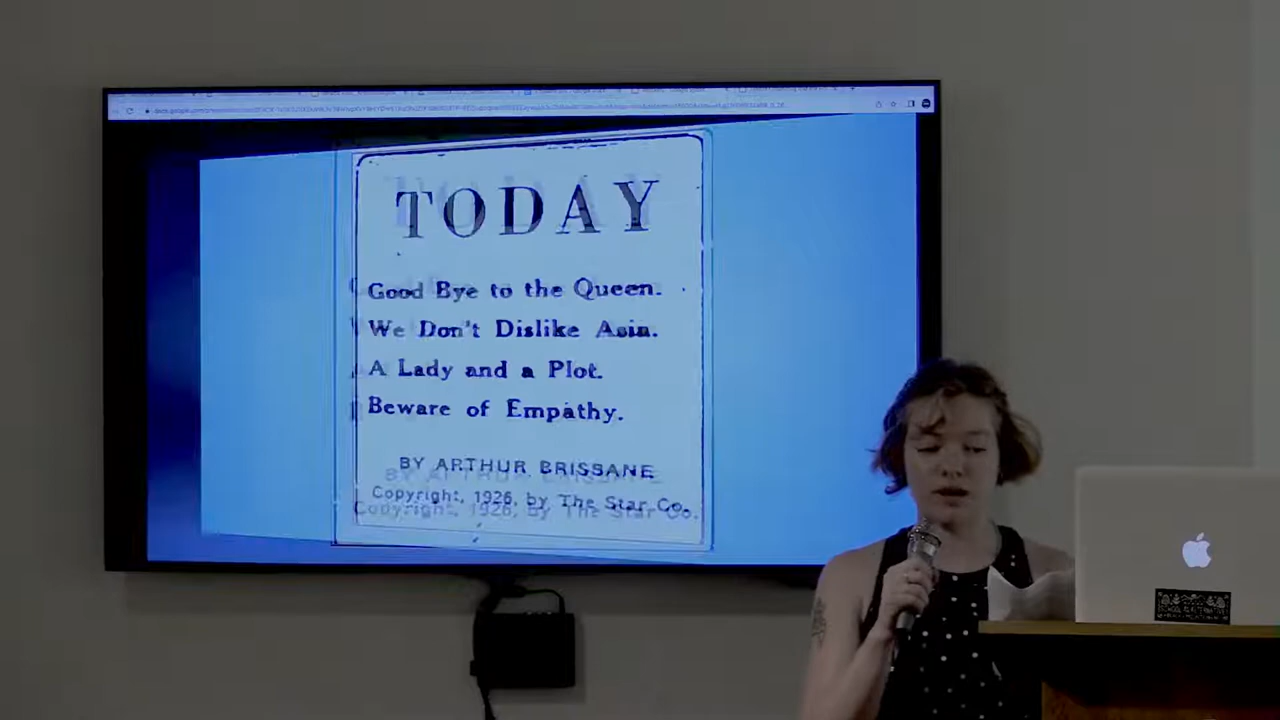 TODAY
Good Bye to the Queen.
We Don't Dislike Asia.
A Lady and a Plot.
Beware of Empathy.
BY ARTHUR BRISBANE
Copyright, 1926, by The Star Co.